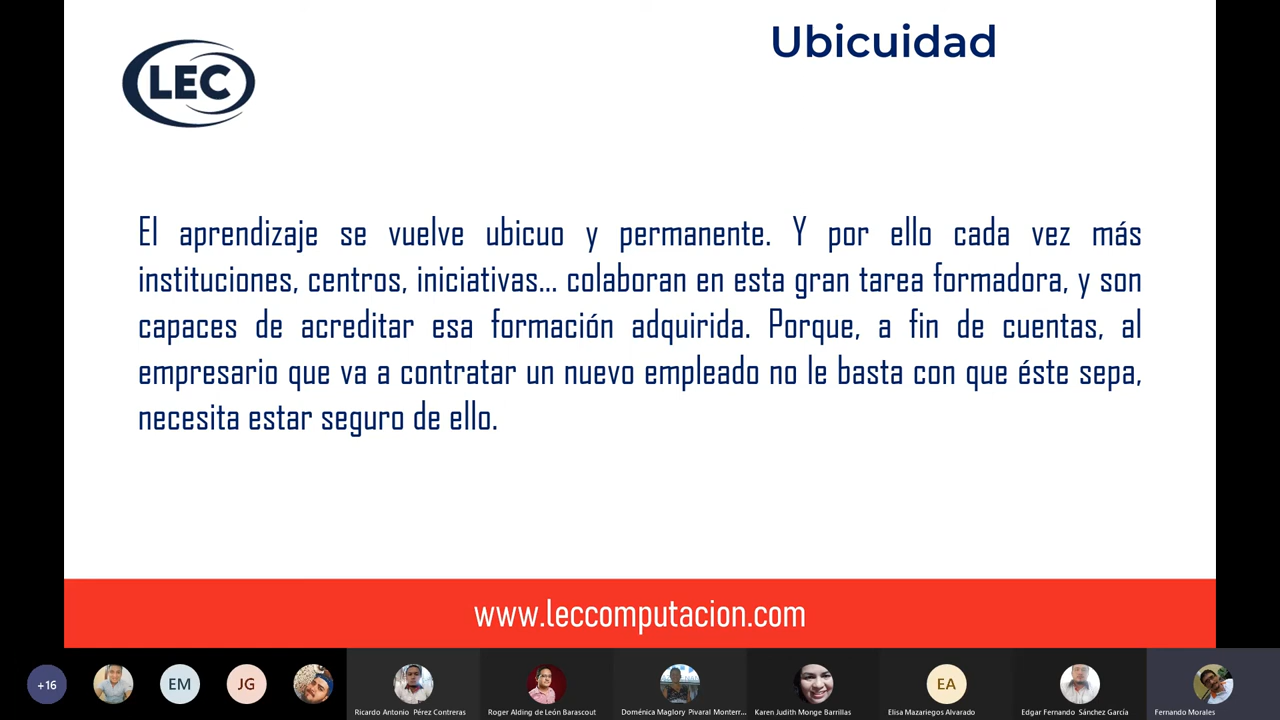 Ubicuidad
LEC
El aprendizaje se vuelve ubicuo y permanente. Y por ello cada vez más
instituciones, centros, iniciativas... colaboran en esta gran tarea formadora, y son
capaces de acreditar esa formación adquirida. Porque, a fin de cuentas, al
empresario que va a contratar un nuevo empleado no le basta con que éste sepa,
necesita estar seguro de ello.
www.leccomputacion.com
+16
EM
JG
EA
Ricardo Antonio Pérez Contreras
Roger Alding de León Barascout
Doménica Maglory Pivaral Monterr...
Karen Judith Monge Barrillas
Elisa Mazariegos Alvarado
Edgar Fernando Sánchez García
Fernando Morales